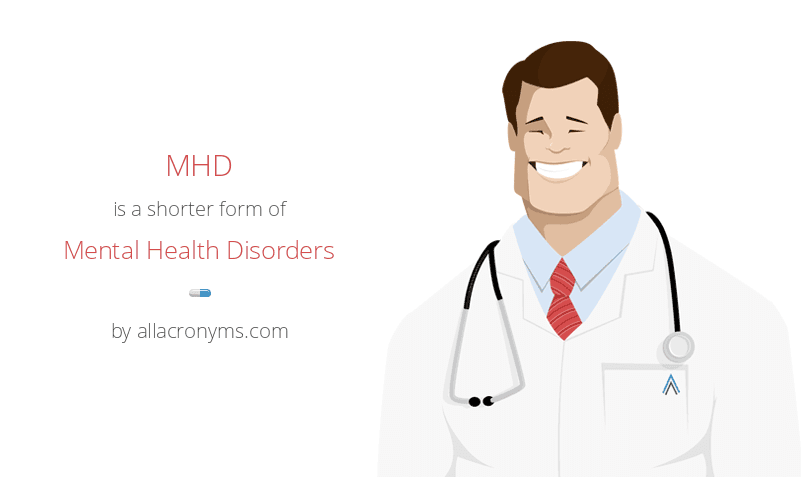 MHD
is a shorter form of
Mental Health Disorders
by allacronyms.com